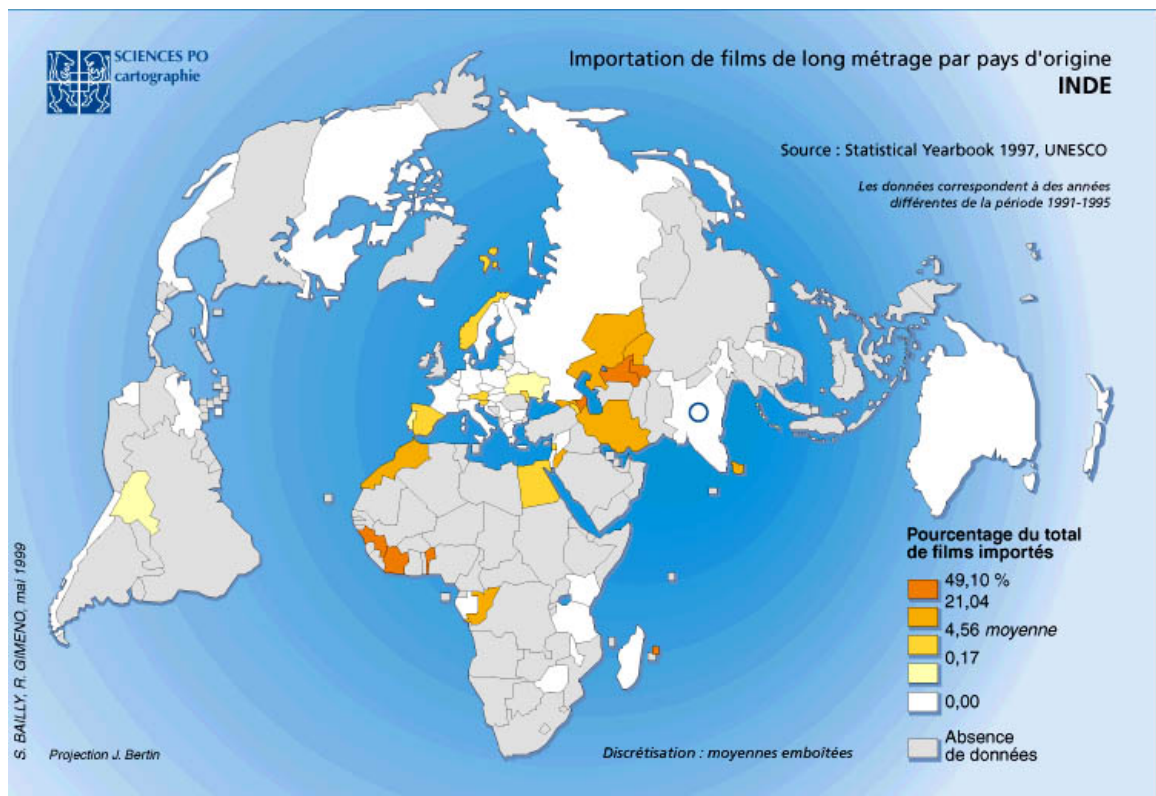 SCIENCES PO
cartographie
Importation de films de long métrage par pays d'origine
INDE
Source : Statistical Yearbook 1997, UNESCO
Les données correspondent à des années
différentes de la période 1991-1995
Pourcentage du total
de films importés
49,10 %
21,04
4,56 moyenne
0,17
0,00
Absence
de données
S. BAILLY, R. GIMENO, mai 1999
Projection J. Bertin
Discrétisation : moyennes emboîtées